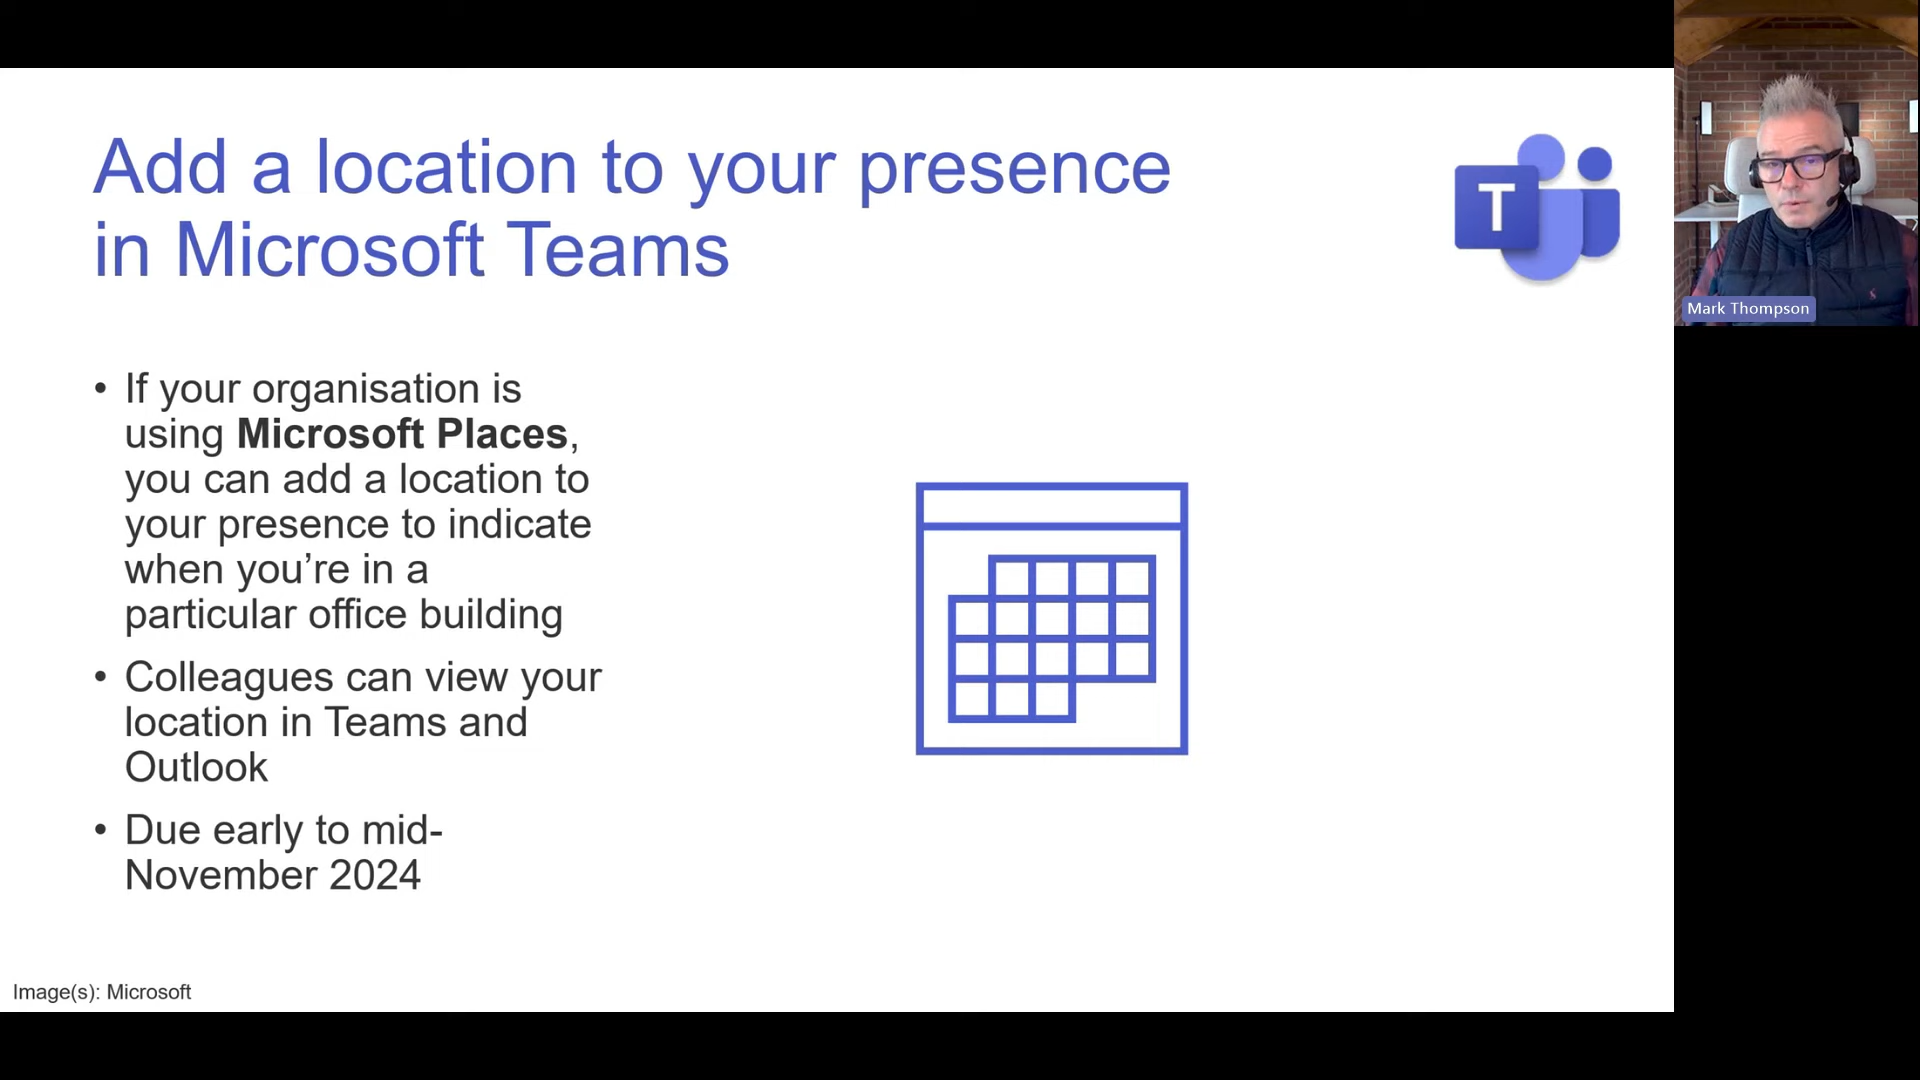 Add a location to your presence
in Microsoft Teams
T
• If your organisation is
using Microsoft Places,
you can add a location to
your presence to indicate
when you’re in a
particular office building
• Colleagues can view your
location in Teams and
Outlook
• Due early to mid-
November 2024
Image(s): Microsoft
Mark Thompson